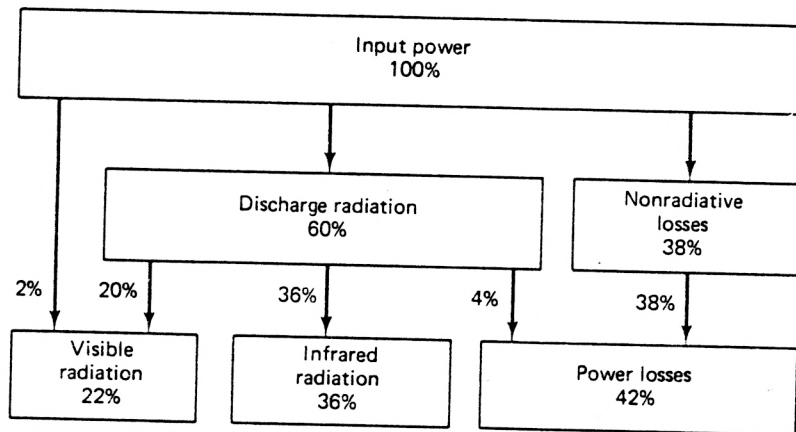 Input power
100%
Discharge radiation
60%
Nonradiative
losses
38%
2%
20%
36%
4%
38%
Visible
radiation
22%
Infrared
radiation
36%
Power losses
42%